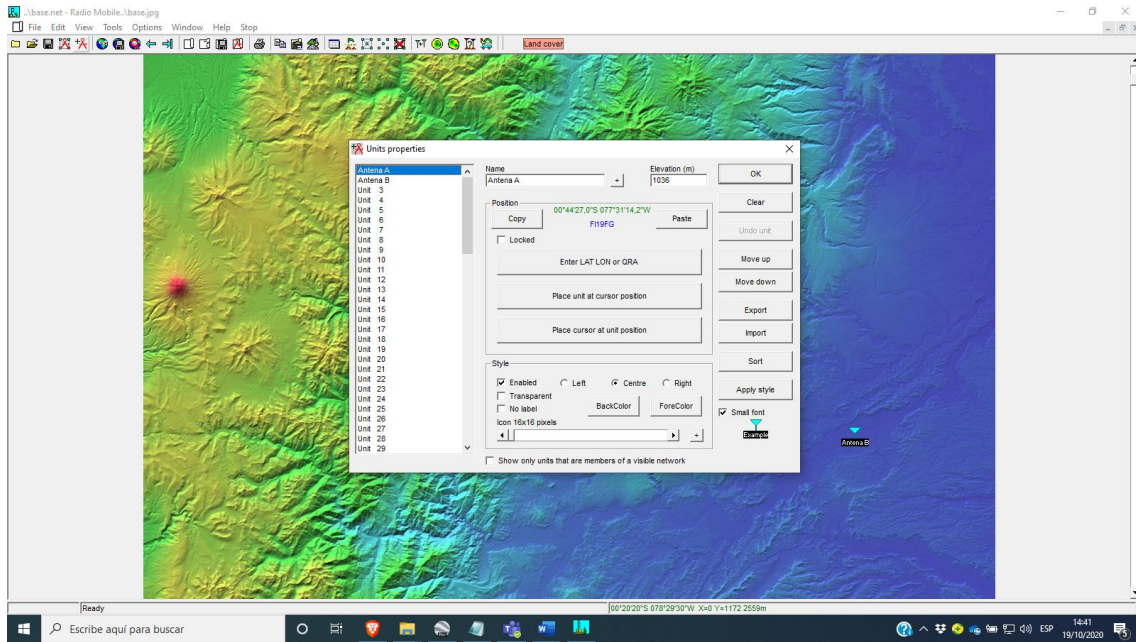 ..\base.net - Radio Mobile..\base.jpg
File Edit View Tools Options Window Help Stop
Land cover
Units properties
Antena A
Antena B
Unit 3
Unit 4
Unit 5
Unit 6
Unit 7
Unit 8
Unit 9
Unit 10
Unit 11
Unit 12
Unit 13
Unit 14
Unit 15
Unit 16
Unit 17
Unit 18
Unit 19
Unit 20
Unit 21
Unit 22
Unit 23
Unit 24
Unit 25
Unit 26
Unit 27
Unit 28
Unit 29
Name
Antena A
+
Elevation (m)
1036
Position
Copy
00°44'27,0"S 077°31'14,2"W
FI19FG
Paste
Locked
Enter LAT LON or QRA
Place unit at cursor position
Place cursor at unit position
Style
Enabled Left Centre Right
Transparent
No label
BackColor ForeColor
Icon 16x16 pixels
+
Show only units that are members of a visible network
OK
Clear
Undo unit
Move up
Move down
Export
Import
Sort
Apply style
Small font
Example
Antena B
Ready
00°20'20"S 078°29'30"W X=0 Y=1172 2559m
Escribe aquí para buscar
ESP
14:41
19/10/2020